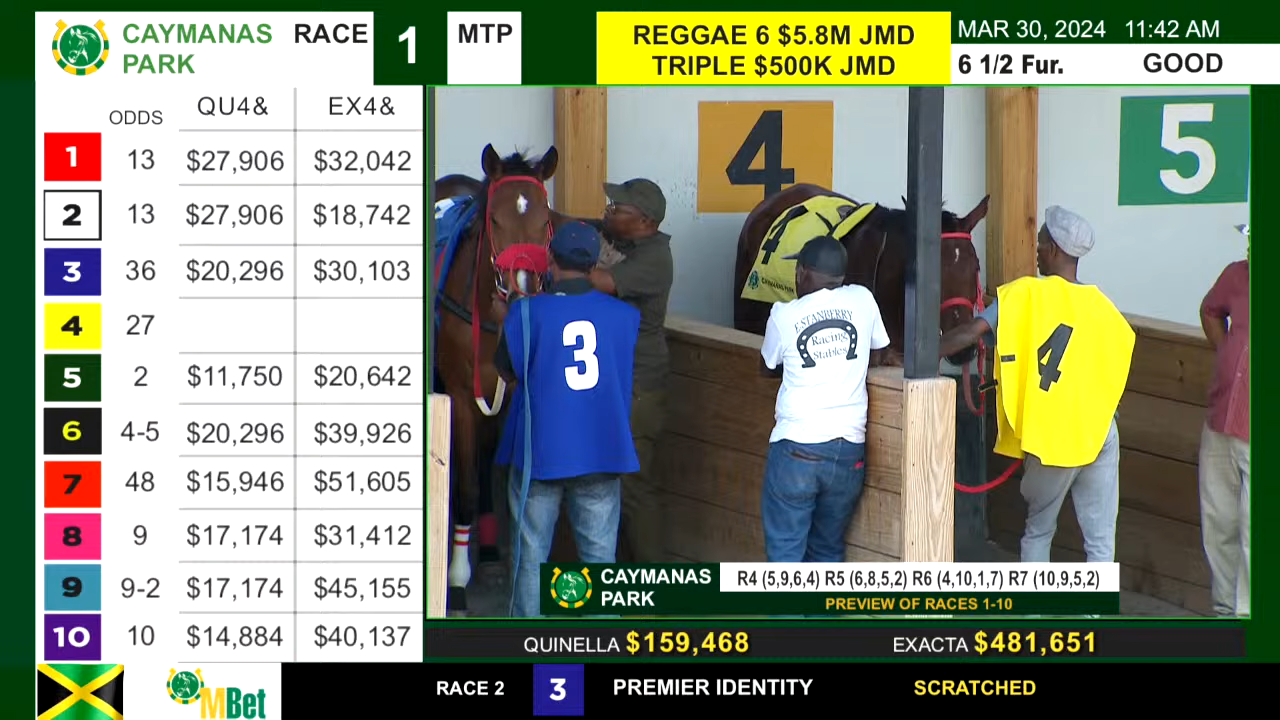 CAYMANAS PARK
RACE 1
MTP
REGGAE 6 $5.8M JMD
TRIPLE $500K JMD
MAR 30, 2024 11:42 AM
6 1/2 Fur. GOOD
ODDS QU4& EX4&
1 13 $27,906 $32,042
2 13 $27,906 $18,742
3 36 $20,296 $30,103
4 27
5 2 $11,750 $20,642
6 4-5 $20,296 $39,926
7 48 $15,946 $51,605
8 9 $17,174 $31,412
9 9-2 $17,174 $45,155
10 10 $14,884 $40,137
4
5
4
CAYMANAS PARK
3
E STANBERRY
Racing
Stables
4
CAYMANAS PARK
R4 (5,9,6,4) R5 (6,8,5,2) R6 (4,10,1,7) R7 (10,9,5,2)
PREVIEW OF RACES 1-10
QUINELLA $159,468 EXACTA $481,651
MBet
RACE 2 3 PREMIER IDENTITY SCRATCHED